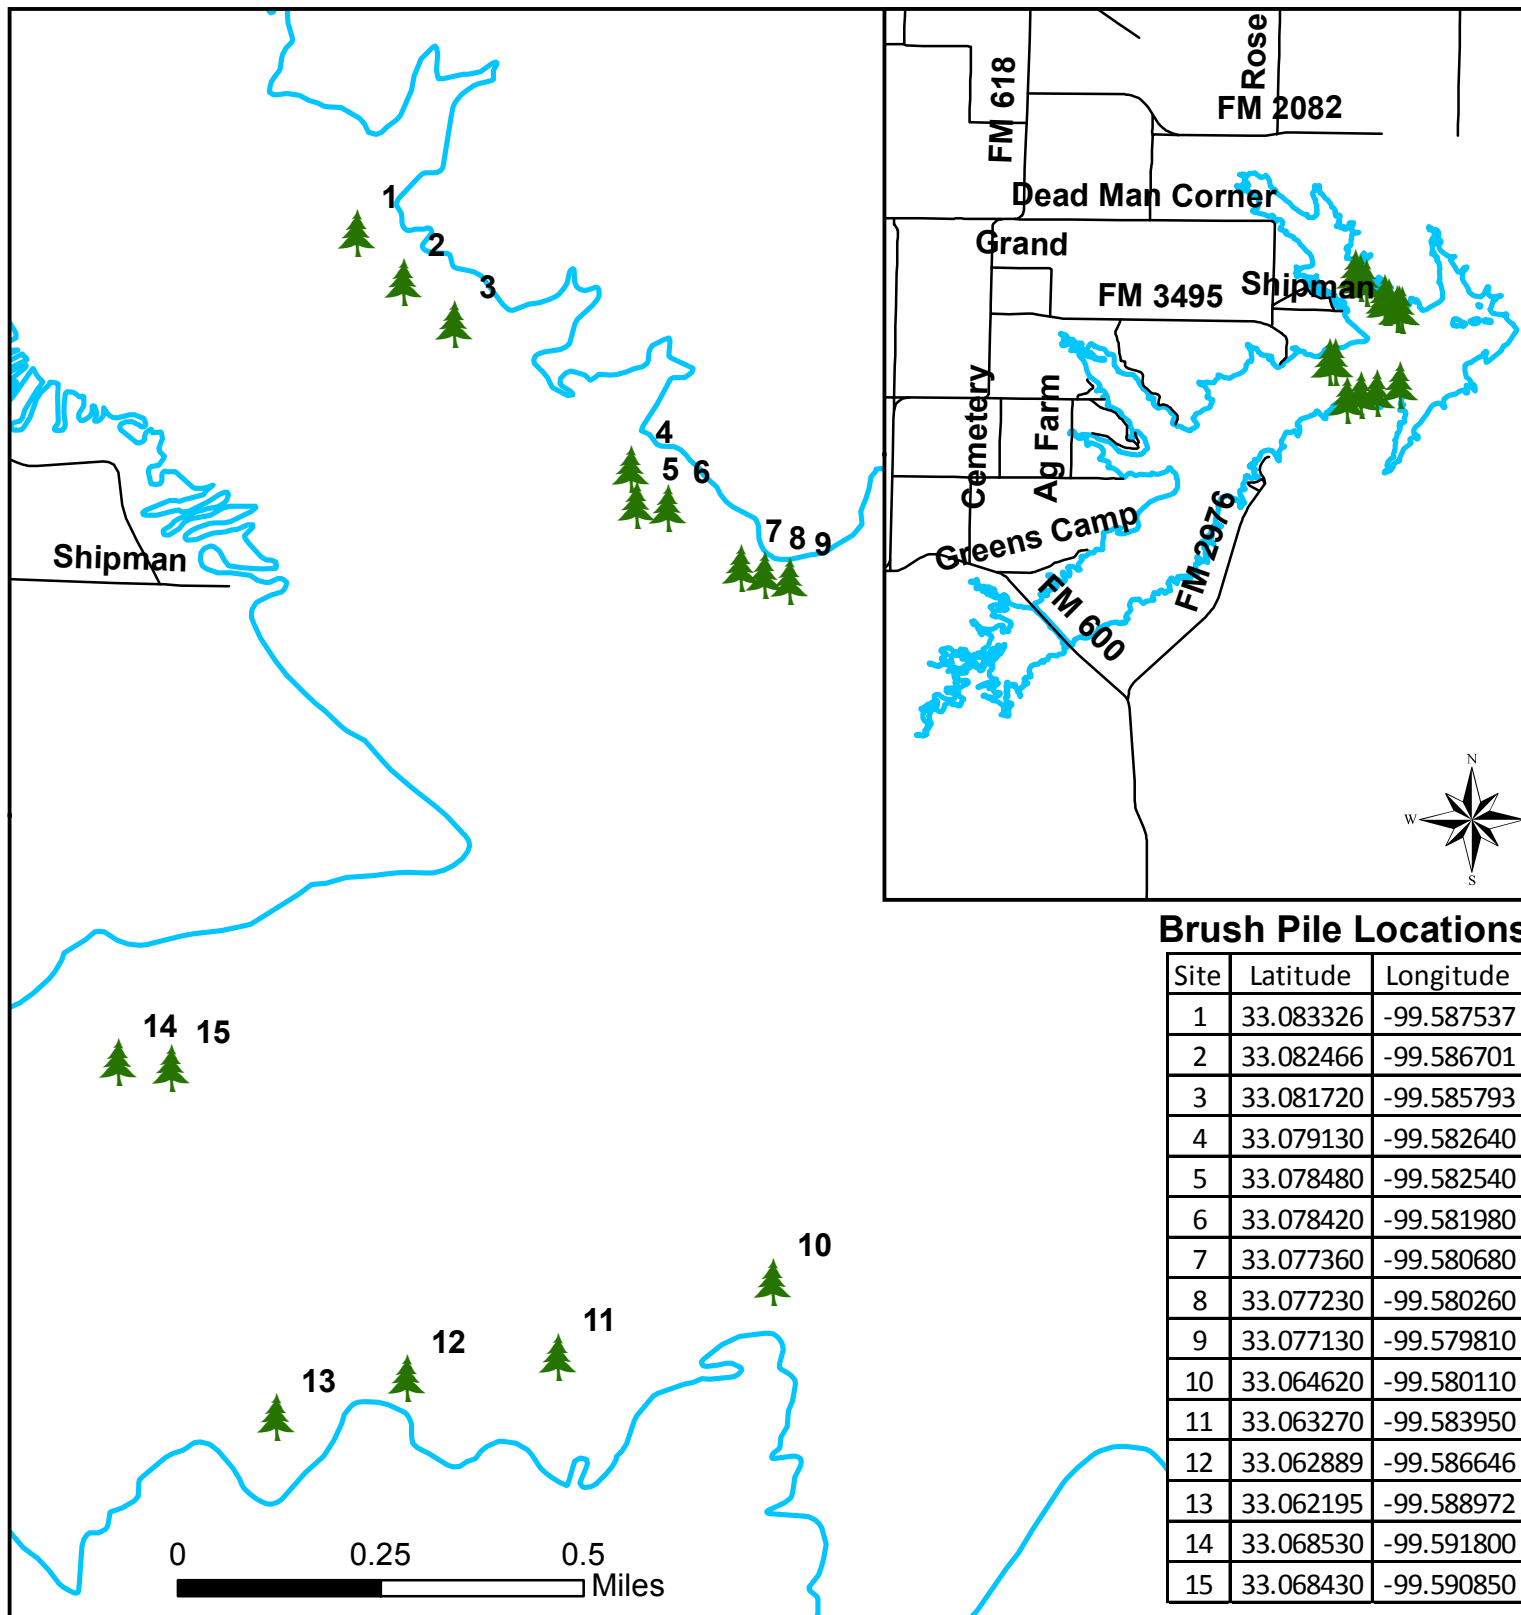 1
2
3
4
5 6
7 8 9
Shipman
14 15
10
11
12
13
0 0.25 0.5
Miles
Rose
FM 618
FM 2082
Dead Man Corner
Grand
Shipman
FM 3495
Cemetery
Ag Farm
Greens Camp
FM 2976
FM 600
N
W
S
Brush Pile Locations
Site Latitude Longitude
1 33.083326 -99.587537
2 33.082466 -99.586701
3 33.081720 -99.585793
4 33.079130 -99.582640
5 33.078480 -99.582540
6 33.078420 -99.581980
7 33.077360 -99.580680
8 33.077230 -99.580260
9 33.077130 -99.579810
10 33.064620 -99.580110
11 33.063270 -99.583950
12 33.062889 -99.586646
13 33.062195 -99.588972
14 33.068530 -99.591800
15 33.068430 -99.590850